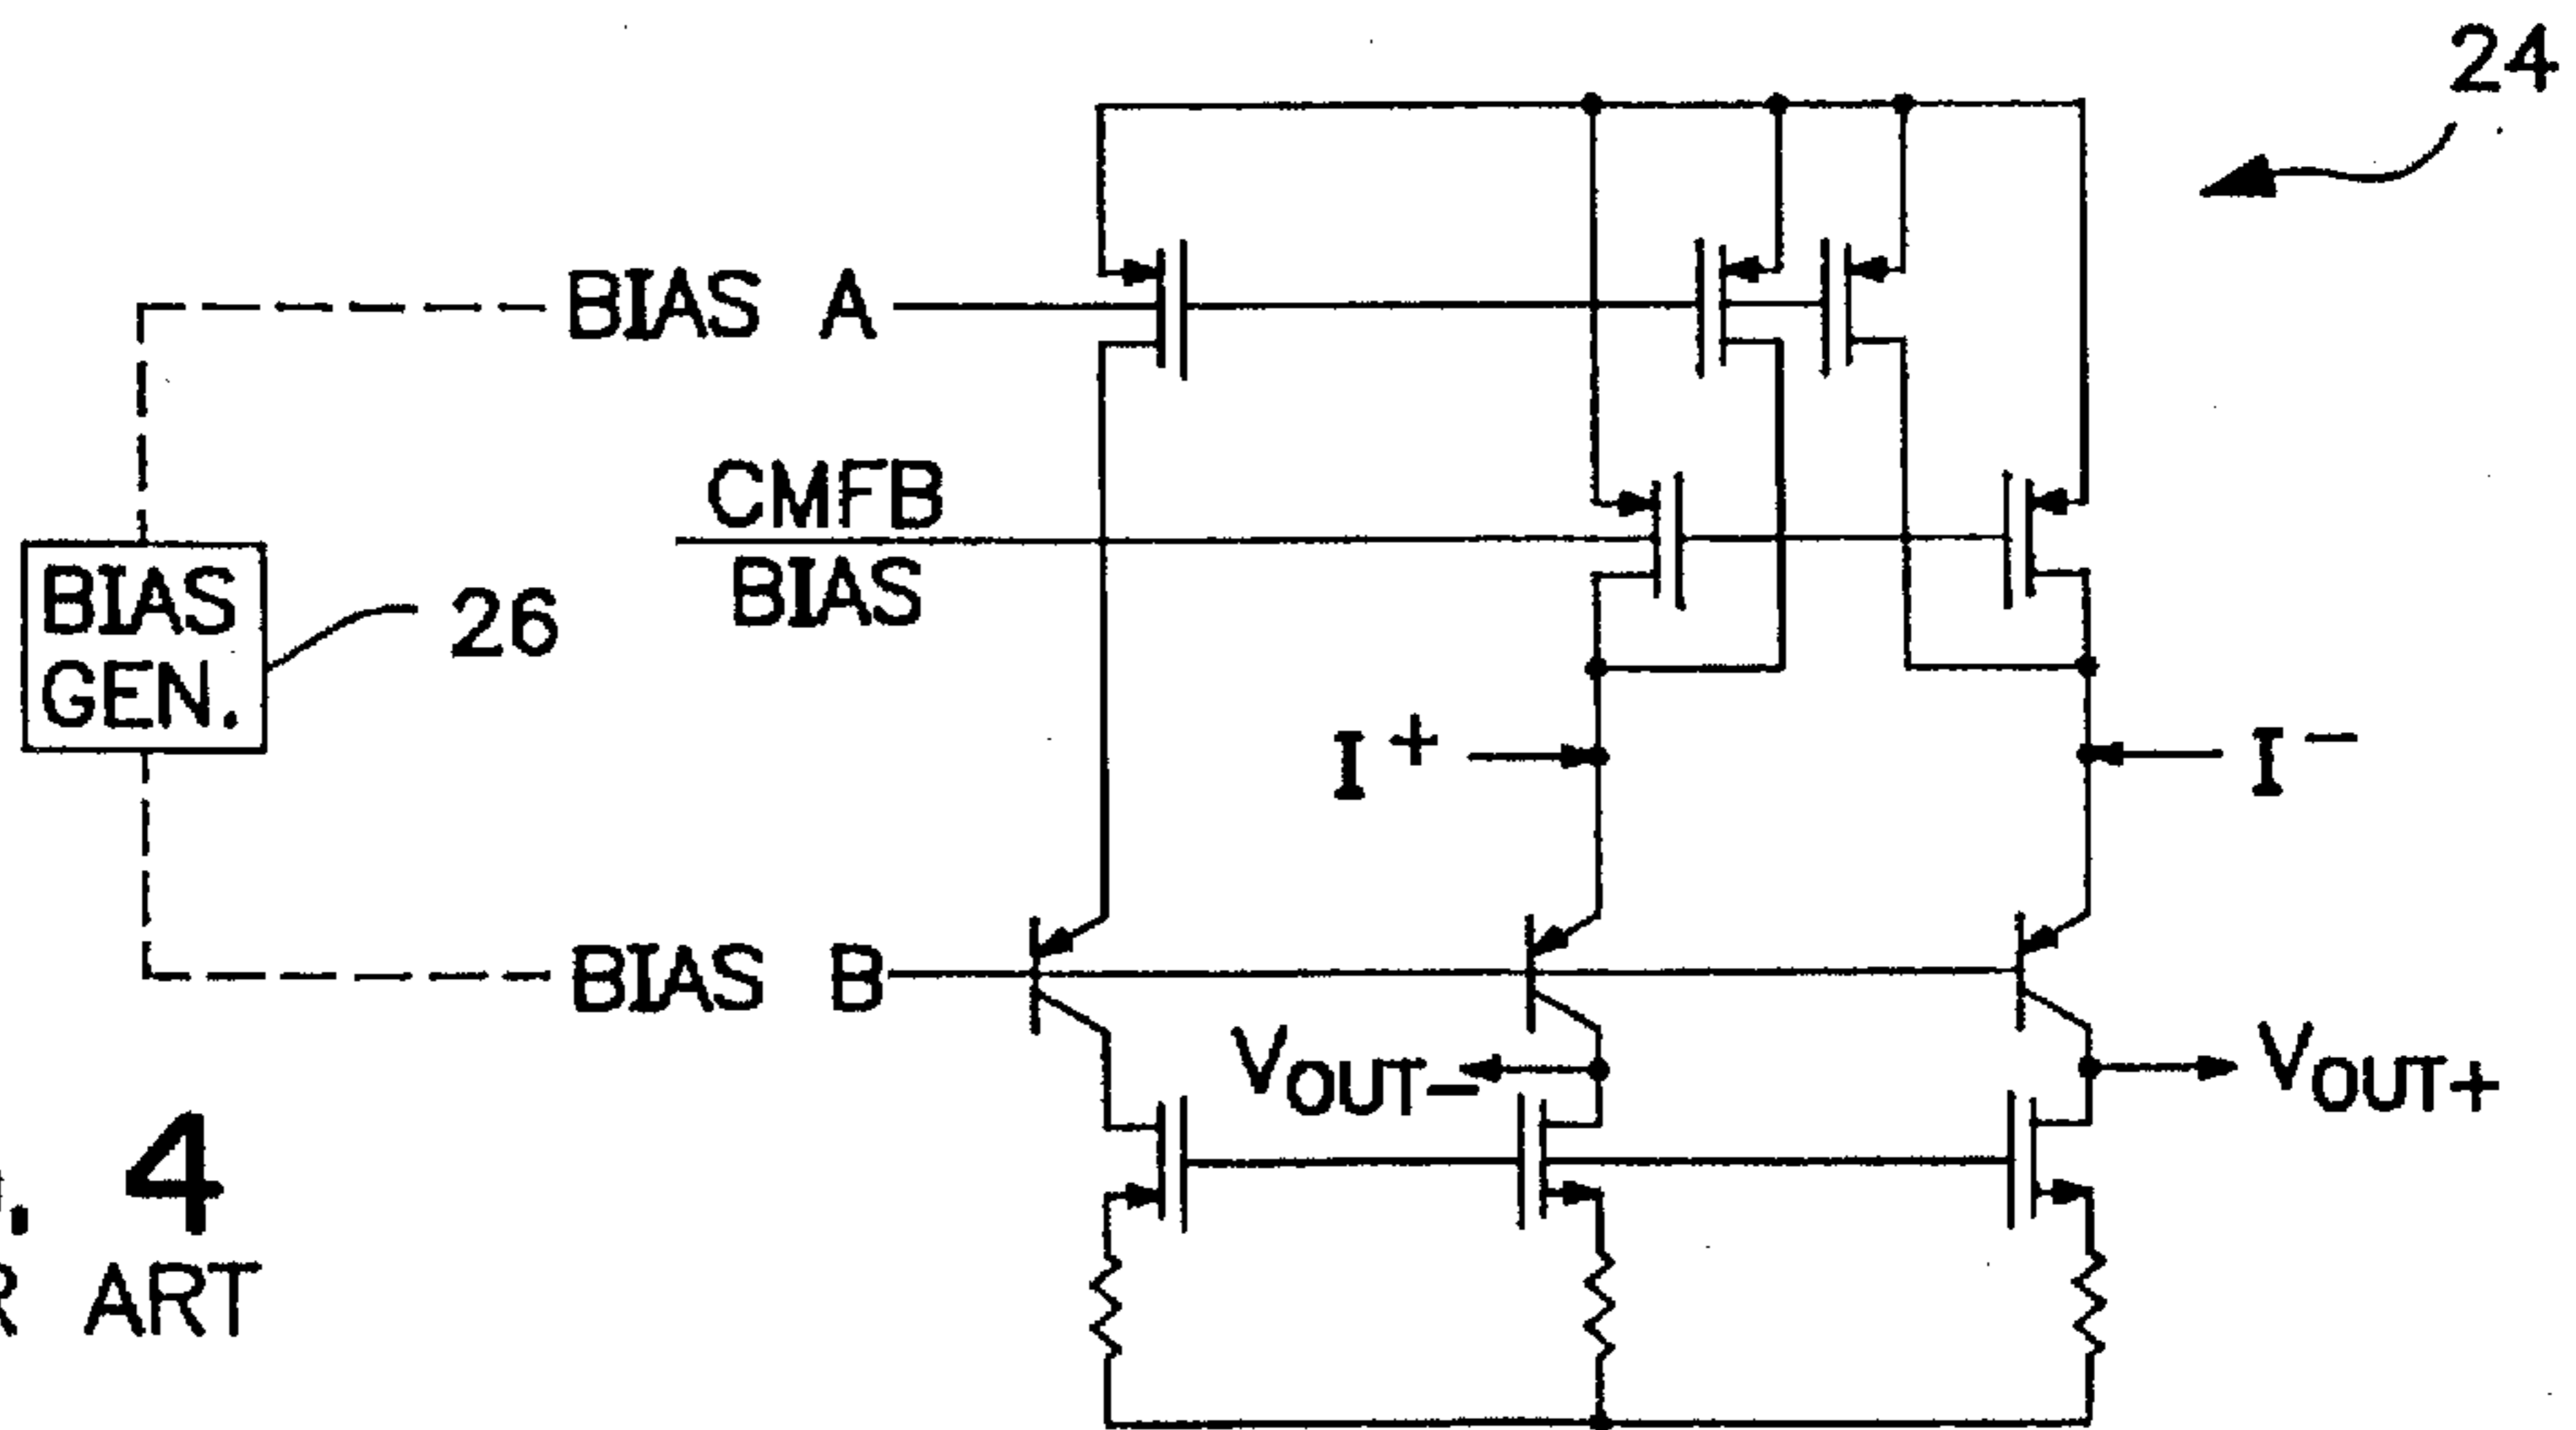 24
BIAS A
CMFB
BIAS
BIAS
GEN.
26
I+
I−
BIAS B
VOUT−
VOUT+
4
ART